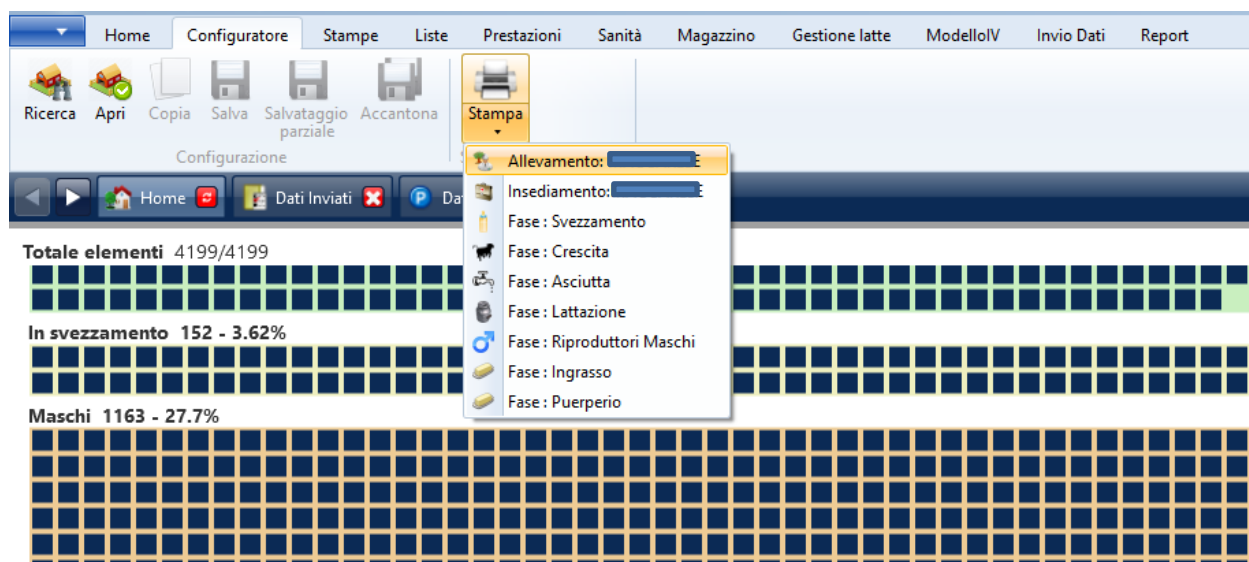 Home Configuratore Stampe Liste Prestazioni Sanità Magazzino Gestione latte ModelloIV Invio Dati Report
Ricerca Apri Copia Salva Salvataggio parziale Accantona Stampa
Configurazione
Allevamento: E
Home Dati Inviati
Insediamento: E
Fase : Svezzamento
Fase : Crescita
Fase : Asciutta
Fase : Lattazione
Fase : Riproduttori Maschi
Fase : Ingrasso
Fase : Puerperio
Totale elementi 4199/4199
In svezzamento 152 - 3.62%
Maschi 1163 - 27.7%